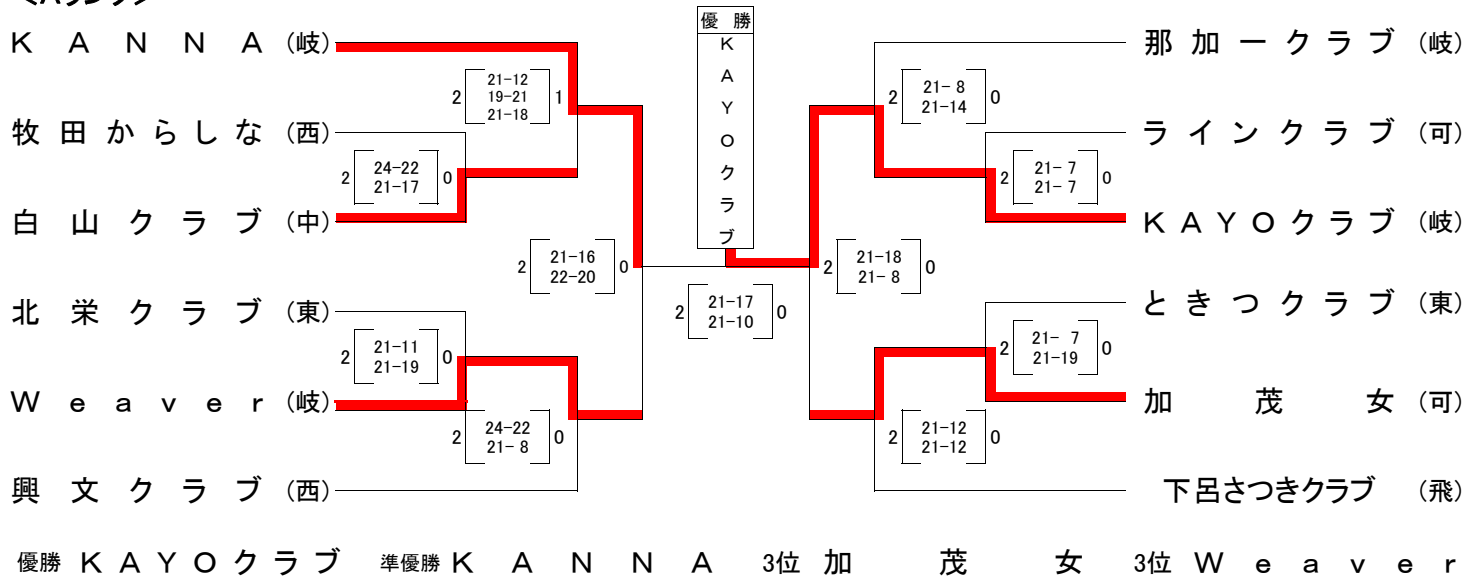 <Aリンク>
優 勝
KAYOクラブ
KANNA (岐)
那加一クラブ (岐)
2 21-12 19-21 21-18 1
2 21- 8 21-14 0
牧田からしな (西)
ラインクラブ (可)
2 24-22 21-17 0
2 21- 7 21- 7 0
白山クラブ (中)
KAYOクラブ (岐)
2 21-16 22-20 0
2 21-18 21- 8 0
2 21-17 21-10 0
北栄クラブ (東)
ときつクラブ (東)
2 21-11 21-19 0
2 21- 7 21-19 0
Weaver (岐)
加茂女 (可)
2 24-22 21- 8 0
2 21-12 21-12 0
興文クラブ (西)
下呂さつきクラブ (飛)
優勝 KAYOクラブ 準優勝 KANNA 3位 加茂女 3位 Weaver